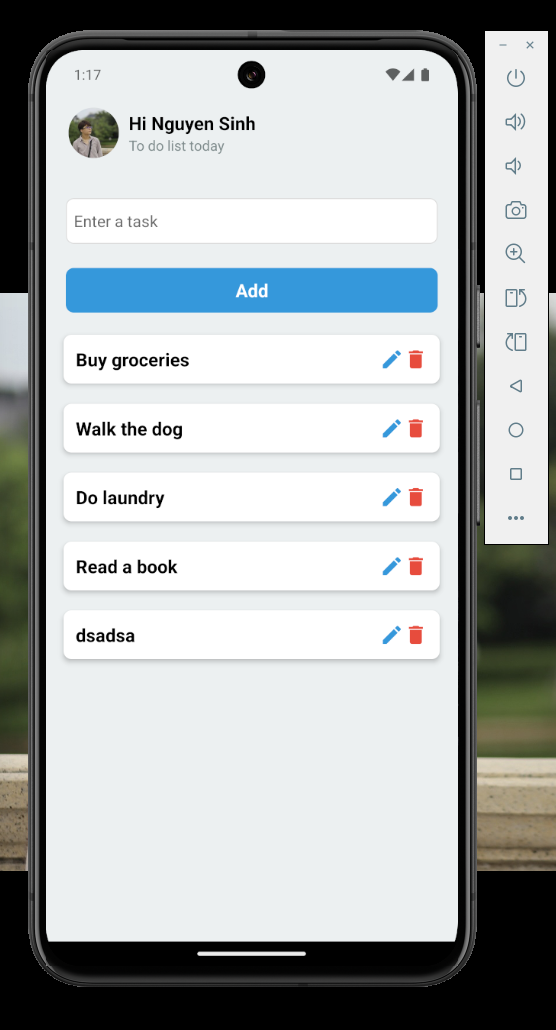 1:17
Hi Nguyen Sinh
To do list today
Enter a task
Add
Buy groceries
Walk the dog
Do laundry
Read a book
dsadsa